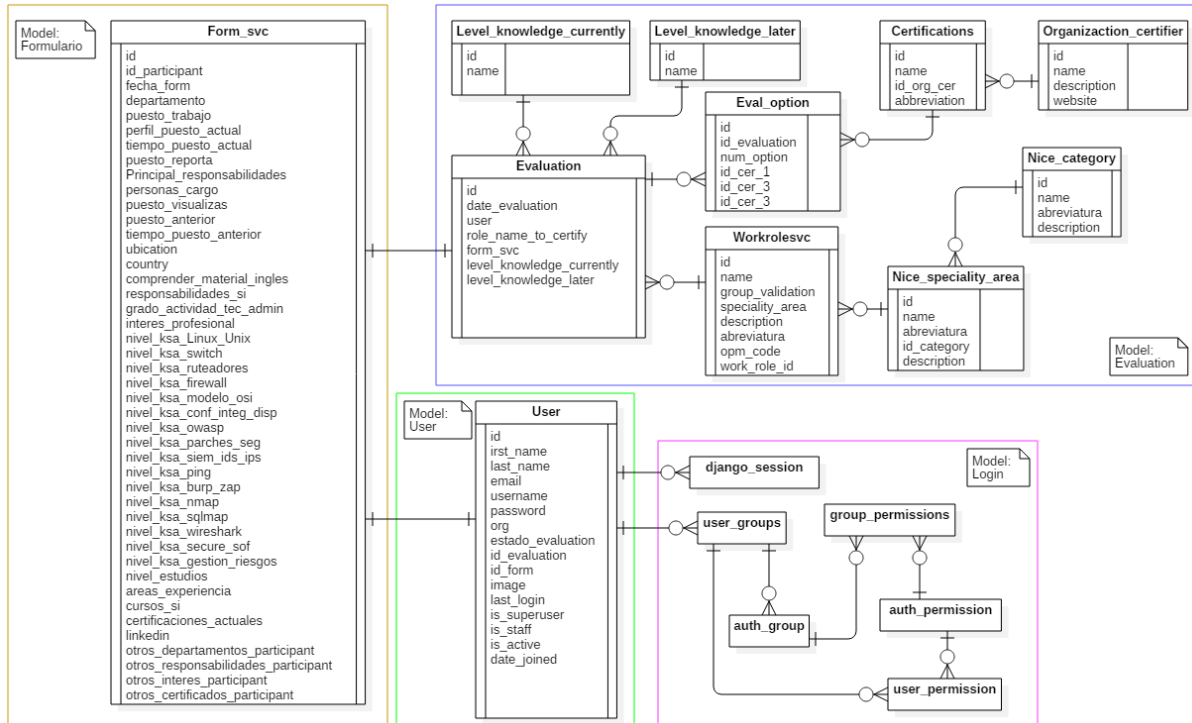 Model:
Formulario
Form_svc
id
id_participant
fecha_form
departamento
puesto_trabajo
perfil_puesto_actual
tiempo_puesto_actual
puesto_reporta
Principal_responsabilidades
personas_cargo
puesto_visualizas
puesto_anterior
tiempo_puesto_anterior
ubication
country
comprender_material_ingles
responsabilidades_si
grado_actividad_tec_admin
interes_profesional
nivel_ksa_Linux_Unix
nivel_ksa_switch
nivel_ksa_ruteadores
nivel_ksa_firewall
nivel_ksa_modelo_osi
nivel_ksa_conf_integ_disp
nivel_ksa_owasp
nivel_ksa_parches_seg
nivel_ksa_siem_ids_ips
nivel_ksa_ping
nivel_ksa_burp_zap
nivel_ksa_nmap
nivel_ksa_sqlmap
nivel_ksa_wireshark
nivel_ksa_secure_sof
nivel_ksa_gestion_riesgos
nivel_estudios
areas_experiencia
cursos_si
certificaciones_actuales
linkedin
otros_departamentos_participant
otros_responsabilidades_participant
otros_interes_participant
otros_certificados_participant
Level_knowledge_currently
id
name
Level_knowledge_later
id
name
Certifications
id
name
id_org_cer
abbreviation
Organizaction_certifier
id
name
description
website
Eval_option
id
id_evaluation
num_option
id_cer_1
id_cer_3
id_cer_3
Evaluation
id
date_evaluation
user
role_name_to_certify
form_svc
level_knowledge_currently
level_knowledge_later
Nice_category
id
name
abreviatura
description
Workrolesvc
id
name
group_validation
speciality_area
description
abreviatura
opm_code
work_role_id
Nice_speciality_area
id
name
abreviatura
id_category
description
Model:
Evaluation
Model:
User
User
id
irst_name
last_name
email
username
password
org
estado_evaluation
id_evaluation
id_form
image
last_login
is_superuser
is_staff
is_active
date_joined
Model:
Login
django_session
user_groups
group_permissions
auth_group
auth_permission
user_permission